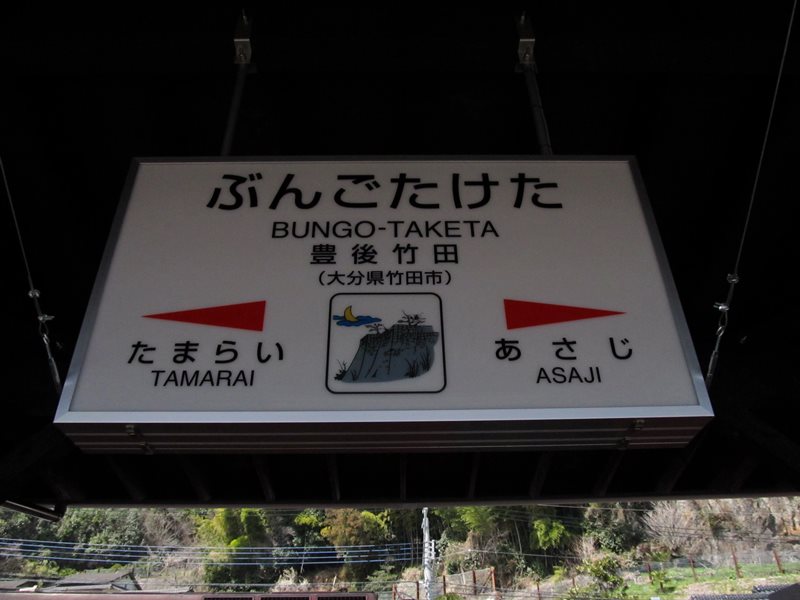 ぶんごたけた
BUNGO-TAKETA
豊後竹田
(大分県竹田市)
たまらい
TAMARAI
あさじ
ASAJI